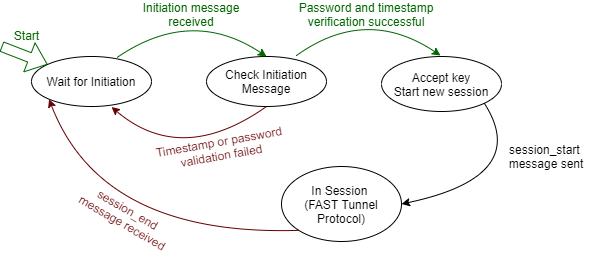 Start
Initiation message
received
Password and timestamp
verification successful
Wait for Initiation
Check Initiation
Message
Accept key
Start new session
Timestamp or password
validation failed
session_start
message sent
In Session
(FAST Tunnel
Protocol)
session_end
message received